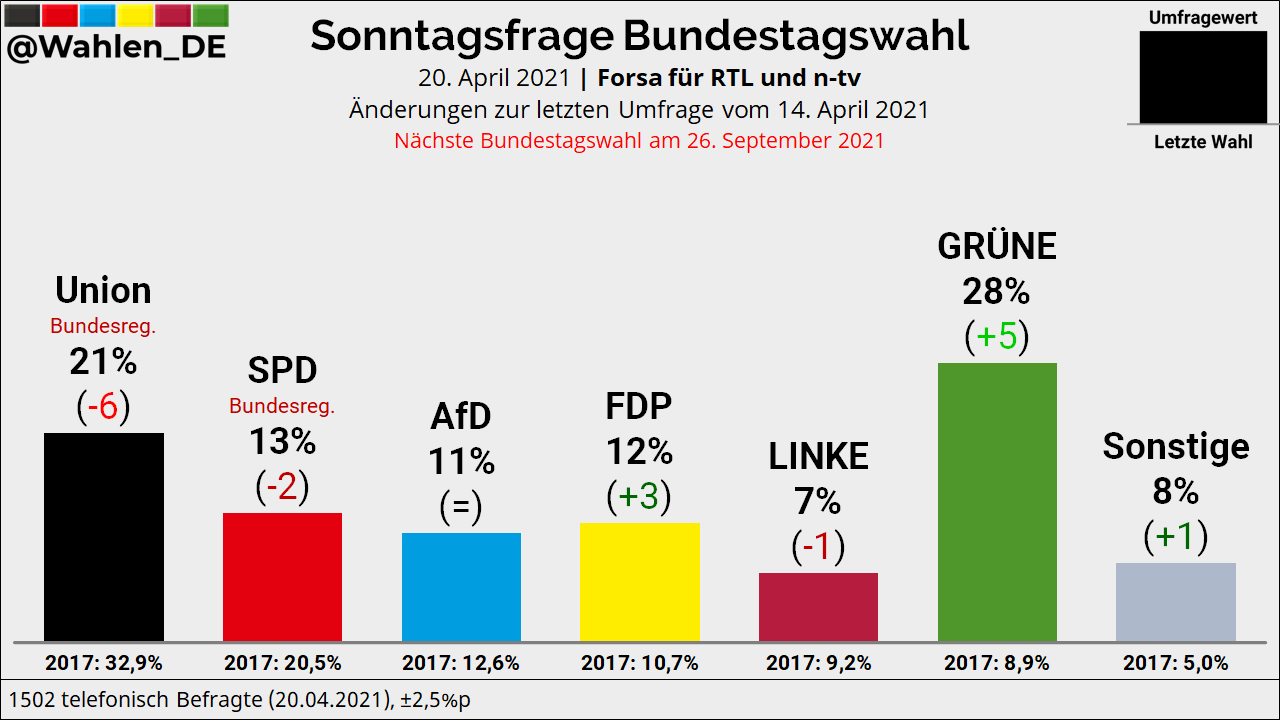 @Wahlen_DE
Sonntagsfrage Bundestagswahl
20. April 2021 | Forsa für RTL und n-tv
Änderungen zur letzten Umfrage vom 14. April 2021
Nächste Bundestagswahl am 26. September 2021
Umfragewert
Letzte Wahl
Union
Bundesreg.
21%
(-6)
SPD
Bundesreg.
13%
(-2)
AfD
11%
(=)
FDP
12%
(+3)
LINKE
7%
(-1)
GRÜNE
28%
(+5)
Sonstige
8%
(+1)
2017: 32,9%
2017: 20,5%
2017: 12,6%
2017: 10,7%
2017: 9,2%
2017: 8,9%
2017: 5,0%
1502 telefonisch Befragte (20.04.2021), ±2,5%p